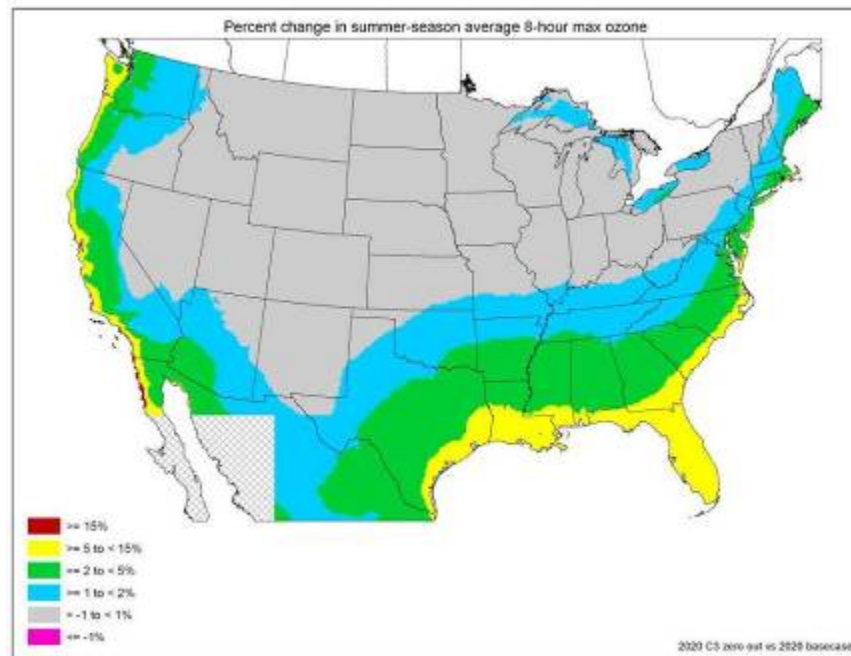 Percent change in summer-season average 8-hour max ozone
>= 15%
>= 5 to < 15%
>= 2 to < 5%
>= 1 to < 2%
= -1 to < 1%
<= -1%
2020 C3 zero out vs 2020 basecase